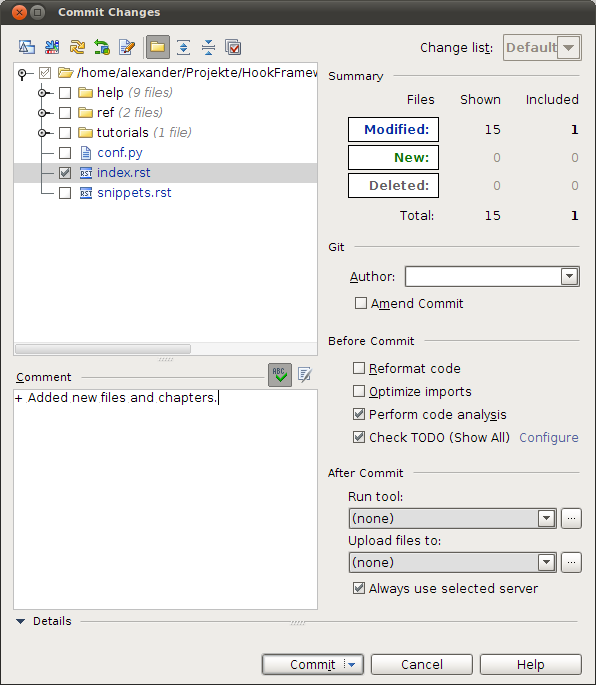 Commit Changes
Change list: Default
/home/alexander/Projekte/HookFramew
help (9 files)
ref (2 files)
tutorials (1 file)
conf.py
RST index.rst
RST snippets.rst
Summary
Files Shown Included
Modified: 15 1
New: 0 0
Deleted: 0 0
Total: 15 1
Git
Author:
Amend Commit
Before Commit
Reformat code
Optimize imports
Perform code analysis
Check TODO (Show All) Configure
Comment
ABC
+ Added new files and chapters.
After Commit
Run tool:
(none) ...
Upload files to:
(none) ...
Always use selected server
Details
Commit Cancel Help